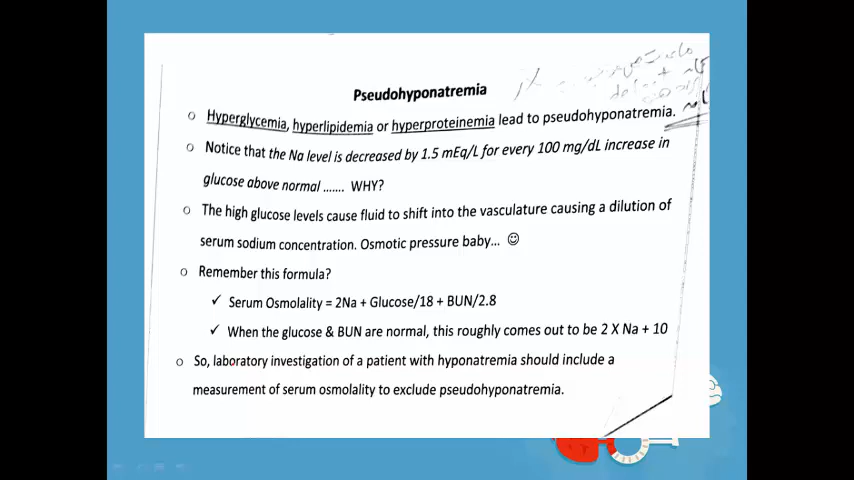 Pseudohyponatremia
o Hyperglycemia, hyperlipidemia or hyperproteinemia lead to pseudohyponatremia.
o Notice that the Na level is decreased by 1.5 mEq/L for every 100 mg/dL increase in
glucose above normal ....... WHY?
o The high glucose levels cause fluid to shift into the vasculature causing a dilution of
serum sodium concentration. Osmotic pressure baby... ☺
o Remember this formula?
✓ Serum Osmolality = 2Na + Glucose/18 + BUN/2.8
✓ When the glucose & BUN are normal, this roughly comes out to be 2 X Na + 10
o So, laboratory investigation of a patient with hyponatremia should include a
measurement of serum osmolality to exclude pseudohyponatremia.